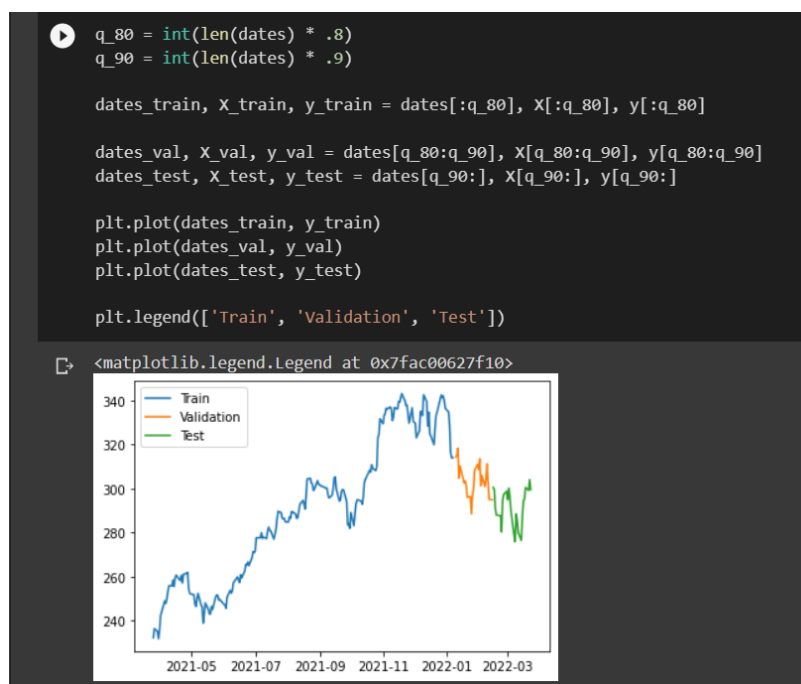 q_80 = int(len(dates) * .8)
q_90 = int(len(dates) * .9)
dates_train, X_train, y_train = dates[:q_80], X[:q_80], y[:q_80]
dates_val, X_val, y_val = dates[q_80:q_90], X[q_80:q_90], y[q_80:q_90]
dates_test, X_test, y_test = dates[q_90:], X[q_90:], y[q_90:]
plt.plot(dates_train, y_train)
plt.plot(dates_val, y_val)
plt.plot(dates_test, y_test)
plt.legend(['Train', 'Validation', 'Test'])
<matplotlib.legend.Legend at 0x7fac00627f10>
Train
Validation
Test
340
320
300
280
260
240
2021-05 2021-07 2021-09 2021-11 2022-01 2022-03